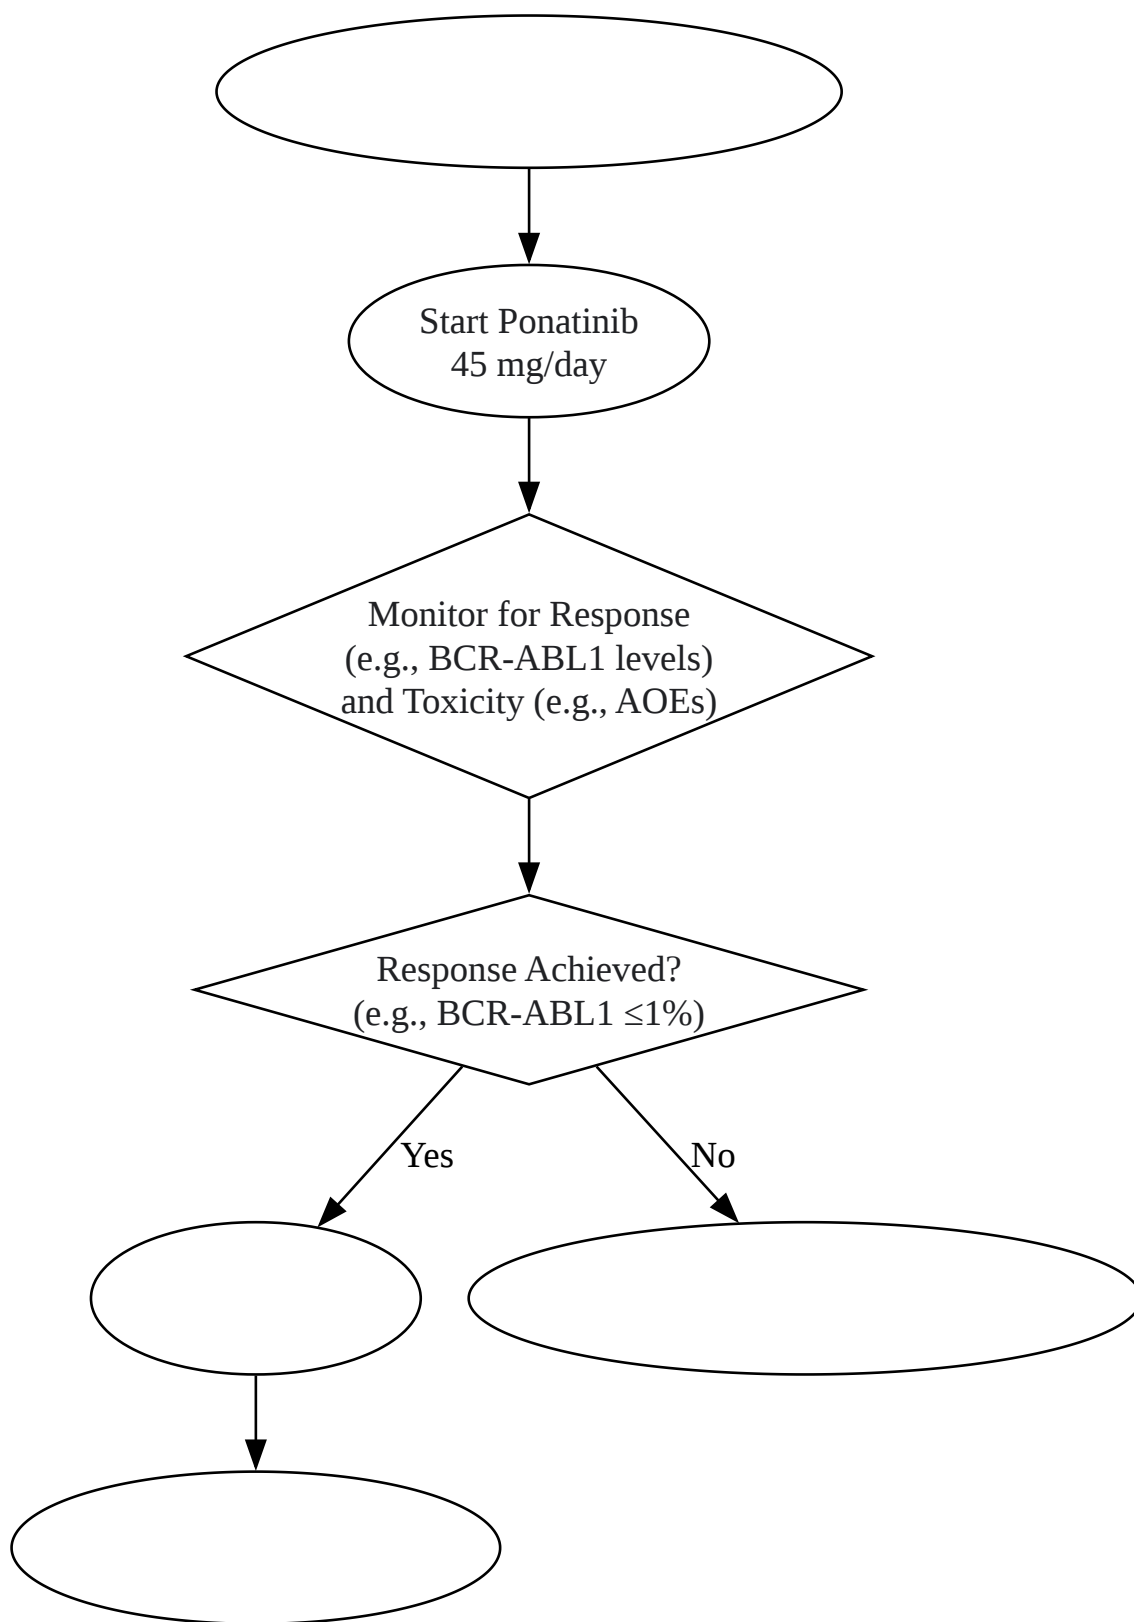 Start Ponatinib
45 mg/day
Monitor for Response
(e.g., BCR-ABL1 levels)
and Toxicity (e.g., AOEs)
Response Achieved?
(e.g., BCR-ABL1 ≤1%)
Yes
No